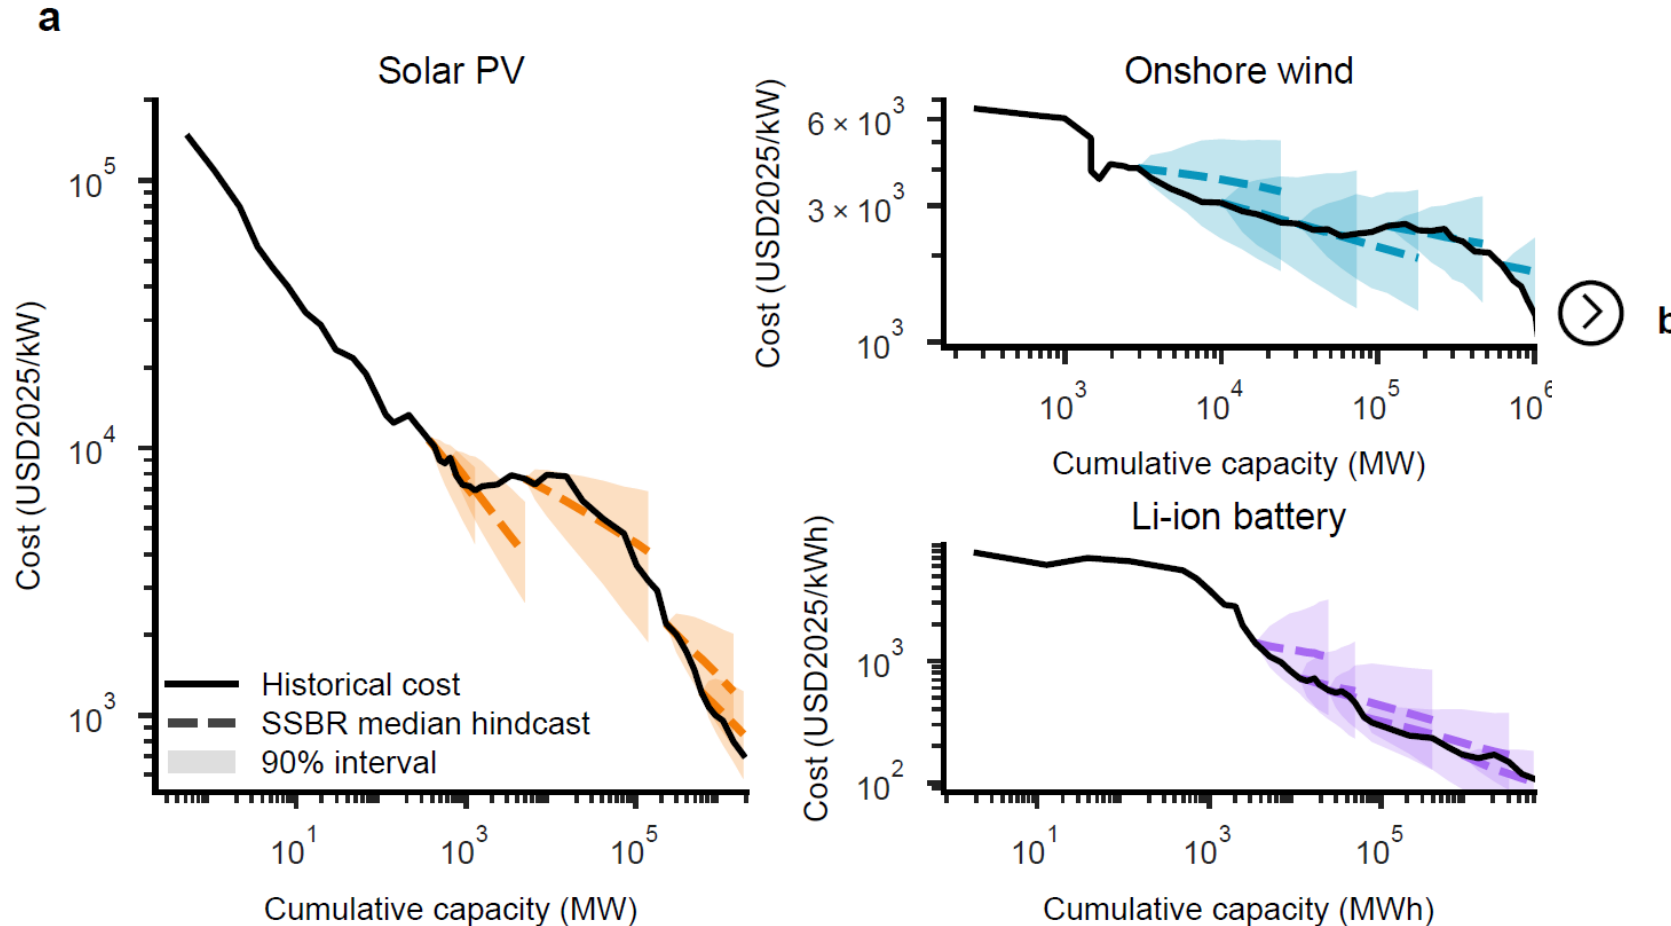 a
Solar PV
Cost (USD2025/kW)
10^5
10^4
10^3
Historical cost
SSBR median hindcast
90% interval
10^1 10^3 10^5
Cumulative capacity (MW)
Onshore wind
Cost (USD2025/kW)
6 × 10^3
3 × 10^3
10^3
10^3 10^4 10^5 10^6
Cumulative capacity (MW)
Li-ion battery
Cost (USD2025/kWh)
10^3
10^2
10^1 10^3 10^5
Cumulative capacity (MWh)
b